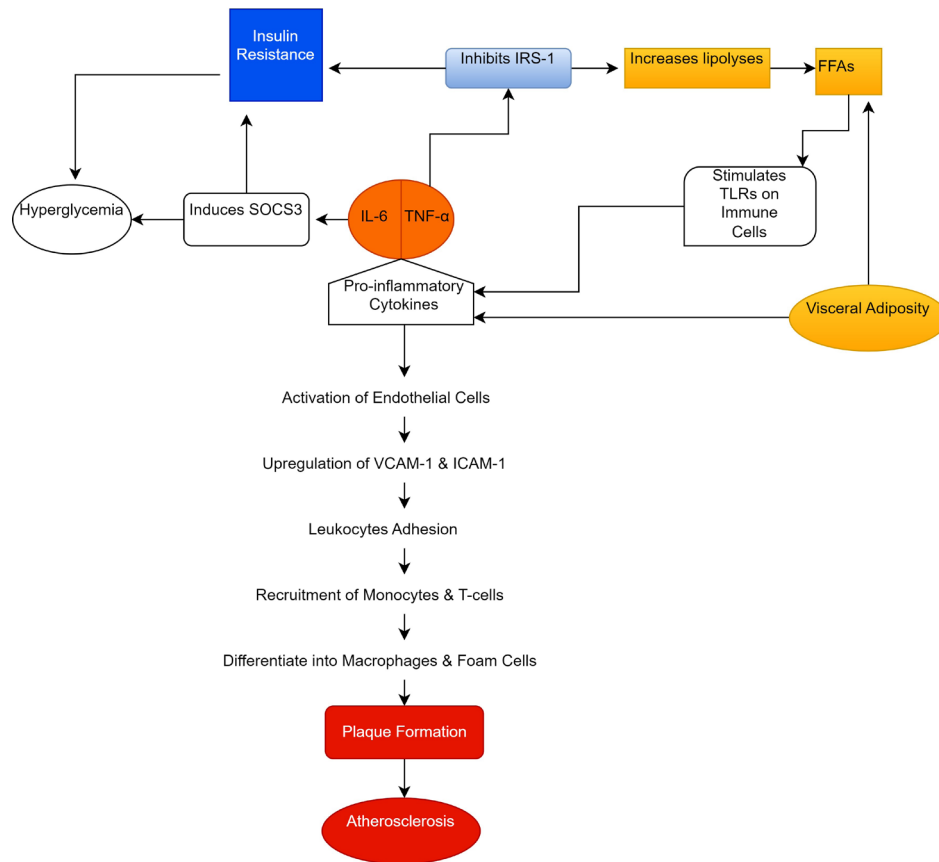 Insulin
Resistance
Inhibits IRS-1
Increases lipolyses
FFAs
Stimulates
TLRs on
Immune
Cells
Hyperglycemia
Induces SOCS3
IL-6
TNF-α
Pro-inflammatory
Cytokines
Visceral Adiposity
Activation of Endothelial Cells
Upregulation of VCAM-1 & ICAM-1
Leukocytes Adhesion
Recruitment of Monocytes & T-cells
Differentiate into Macrophages & Foam Cells
Plaque Formation
Atherosclerosis